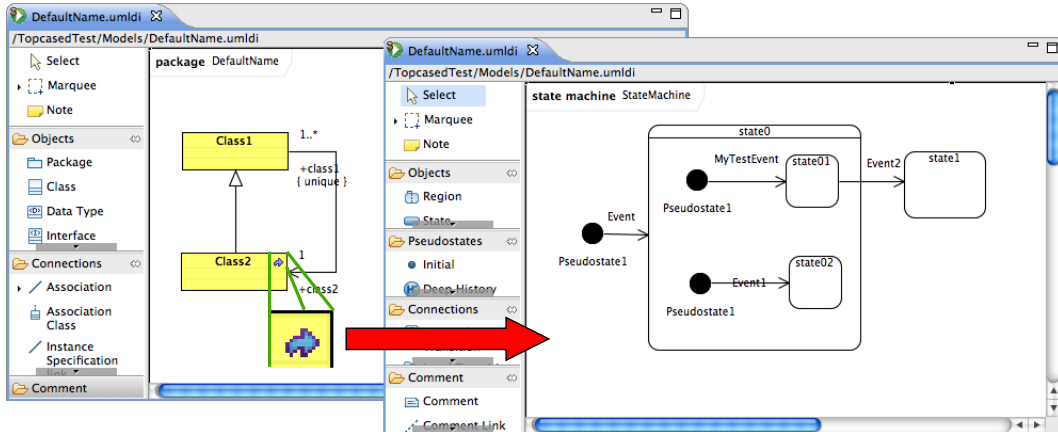 DefaultName.umldi
/TopcasedTest/Models/DefaultName.umldi
Select
Marquee
Note
Objects
Package
Class
Data Type
Interface
Connections
Association
Association
Class
Instance
Specification
link
Comment
package DefaultName
Class1
1..*
+class1
{ unique }
Class2
1
+class2
DefaultName.umldi
/TopcasedTest/Models/DefaultName.umldi
Select
Marquee
Note
Objects
Region
State
Pseudostates
Initial
Deep History
Connections
Comment
Comment
Comment Link
state machine StateMachine
state0
MyTestEvent
state01
Event2
state1
Pseudostate1
Event
Pseudostate1
state02
Event1
Pseudostate1